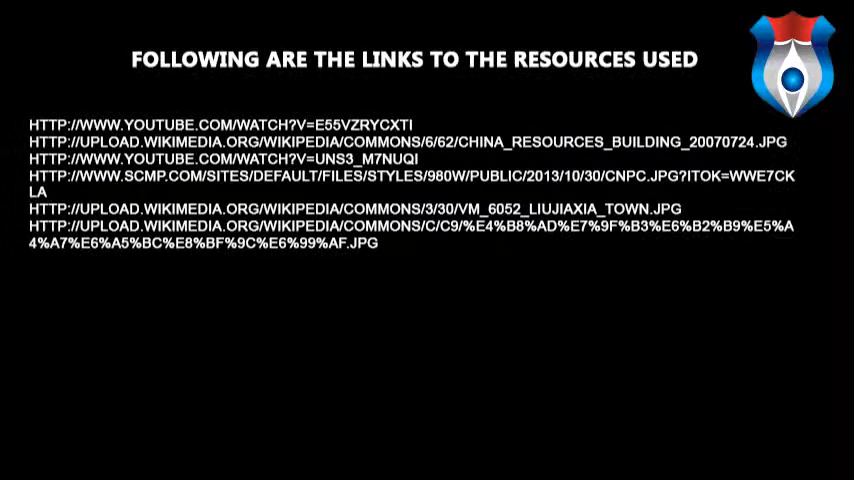 FOLLOWING ARE THE LINKS TO THE RESOURCES USED
HTTP://WWW.YOUTUBE.COM/WATCH?V=E55VZRYCXTI
HTTP://UPLOAD.WIKIMEDIA.ORG/WIKIPEDIA/COMMONS/6/62/CHINA_RESOURCES_BUILDING_20070724.JPG
HTTP://WWW.YOUTUBE.COM/WATCH?V=UNS3_M7NUQI
HTTP://WWW.SCMP.COM/SITES/DEFAULT/FILES/STYLES/980W/PUBLIC/2013/10/30/CNPC.JPG?ITOK=WWE7CK
LA
HTTP://UPLOAD.WIKIMEDIA.ORG/WIKIPEDIA/COMMONS/3/30/VM_6052_LIUJIAXIA_TOWN.JPG
HTTP://UPLOAD.WIKIMEDIA.ORG/WIKIPEDIA/COMMONS/C/C9/%E4%B8%AD%E7%9F%B3%E6%B2%B9%E5%A
4%A7%E6%A5%BC%E8%BF%9C%E6%99%AF.JPG